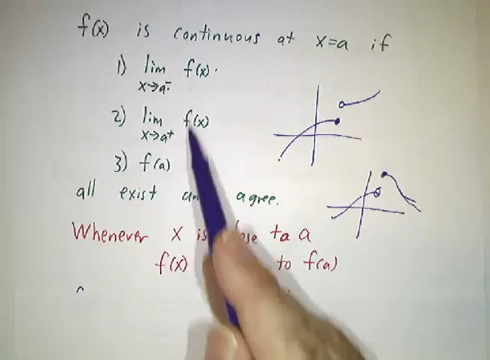 f(x) is continuous at x=a if
1) lim x→a⁻ f(x).
2) lim x→a⁺ f(x)
3) f(a)
all exist agree.
Whenever x is to a
f(x) to f(a)